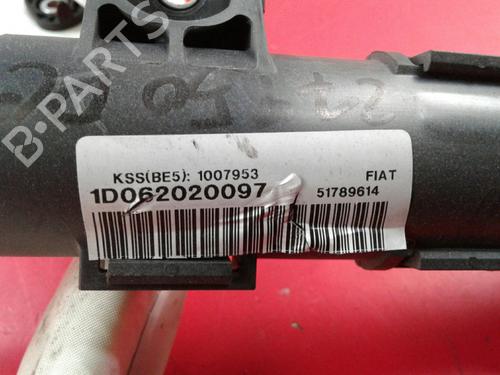 B-PARTS
KSS(BE5): 1007953
FIAT
1D062020097
51789614